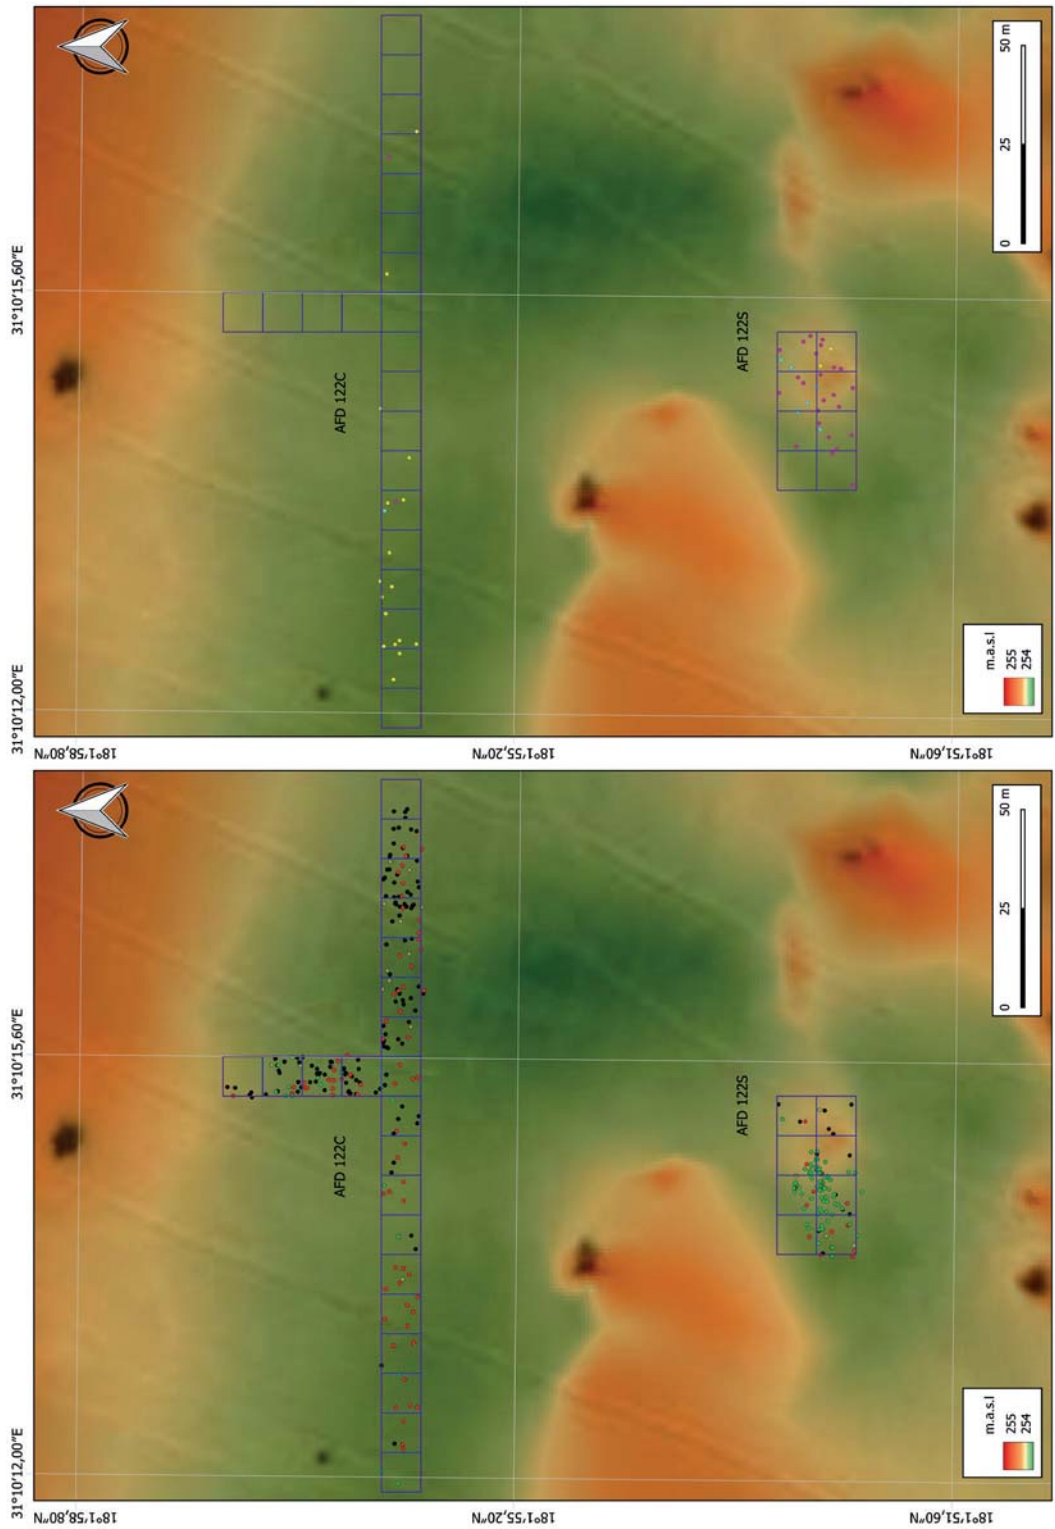 31°10'12,00"E
31°10'15,60"E
18°1'58,80"N
18°1'58,80"N
AFD 122C
18°1'55,20"N
18°1'55,20"N
AFD 122S
m.a.s.l
255
254
0
25
50 m
18°1'51,60"N
18°1'51,60"N
31°10'12,00"E
31°10'15,60"E
AFD 122C
AFD 122S
m.a.s.l
255
254
0
25
50 m